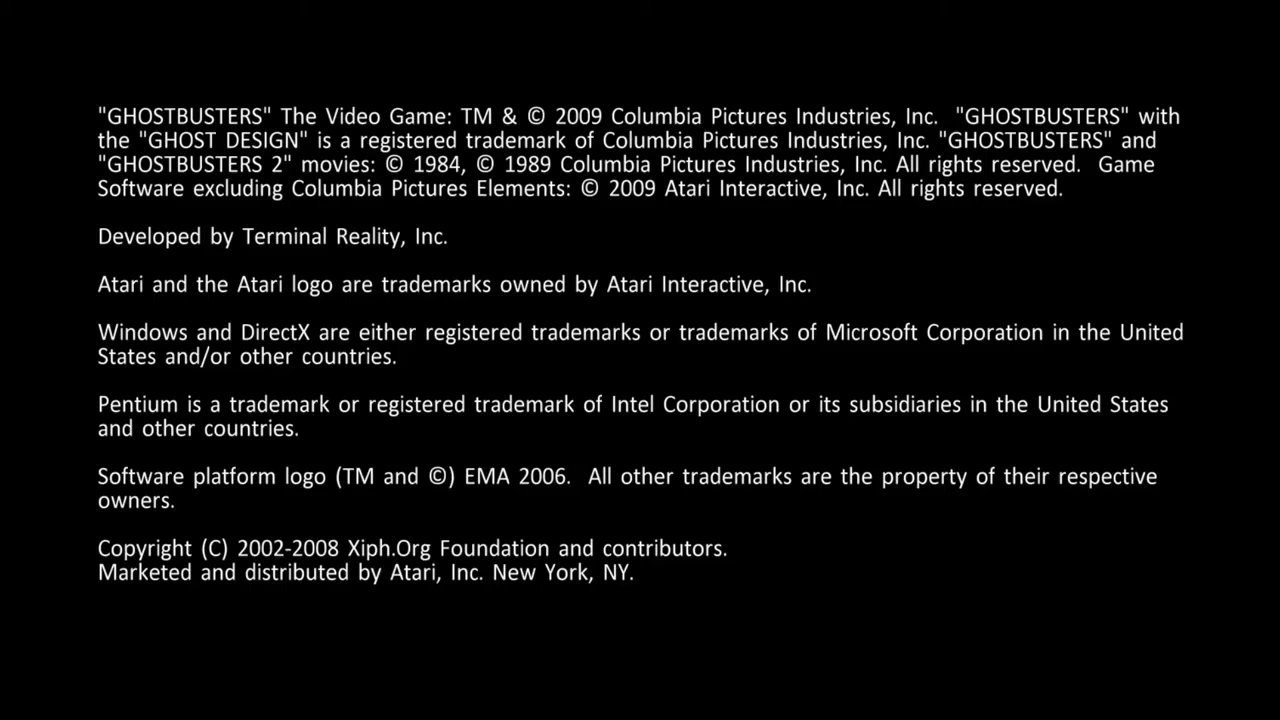 "GHOSTBUSTERS" The Video Game: TM & © 2009 Columbia Pictures Industries, Inc.  "GHOSTBUSTERS" with
the "GHOST DESIGN" is a registered trademark of Columbia Pictures Industries, Inc. "GHOSTBUSTERS" and
"GHOSTBUSTERS 2" movies: © 1984, © 1989 Columbia Pictures Industries, Inc. All rights reserved.  Game
Software excluding Columbia Pictures Elements: © 2009 Atari Interactive, Inc. All rights reserved.
Developed by Terminal Reality, Inc.
Atari and the Atari logo are trademarks owned by Atari Interactive, Inc.
Windows and DirectX are either registered trademarks or trademarks of Microsoft Corporation in the United
States and/or other countries.
Pentium is a trademark or registered trademark of Intel Corporation or its subsidiaries in the United States
and other countries.
Software platform logo (TM and ©) EMA 2006.  All other trademarks are the property of their respective
owners.
Copyright (C) 2002-2008 Xiph.Org Foundation and contributors.
Marketed and distributed by Atari, Inc. New York, NY.